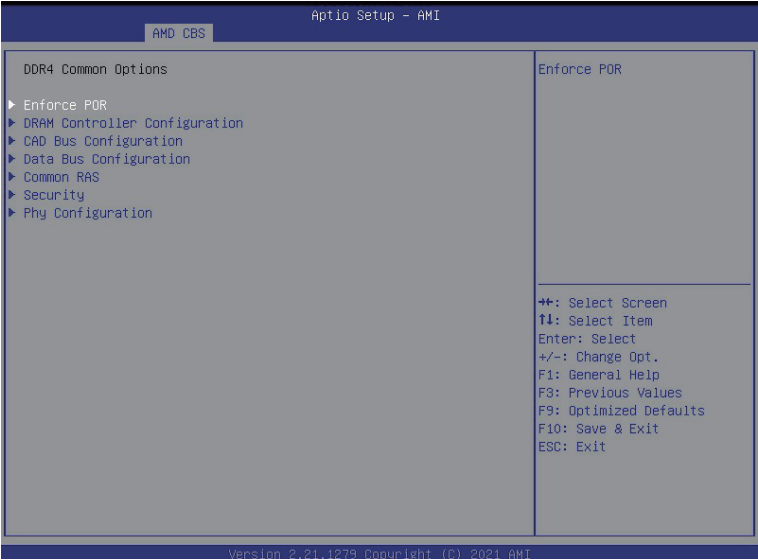 Aptio Setup – AMI
AMD CBS
DDR4 Common Options
Enforce POR
DRAM Controller Configuration
CAD Bus Configuration
Data Bus Configuration
Common RAS
Security
Phy Configuration
Enforce POR
→←: Select Screen
↑↓: Select Item
Enter: Select
+/-: Change Opt.
F1: General Help
F3: Previous Values
F9: Optimized Defaults
F10: Save & Exit
ESC: Exit
Version 2.21.1279 Copyright (C) 2021 AMI